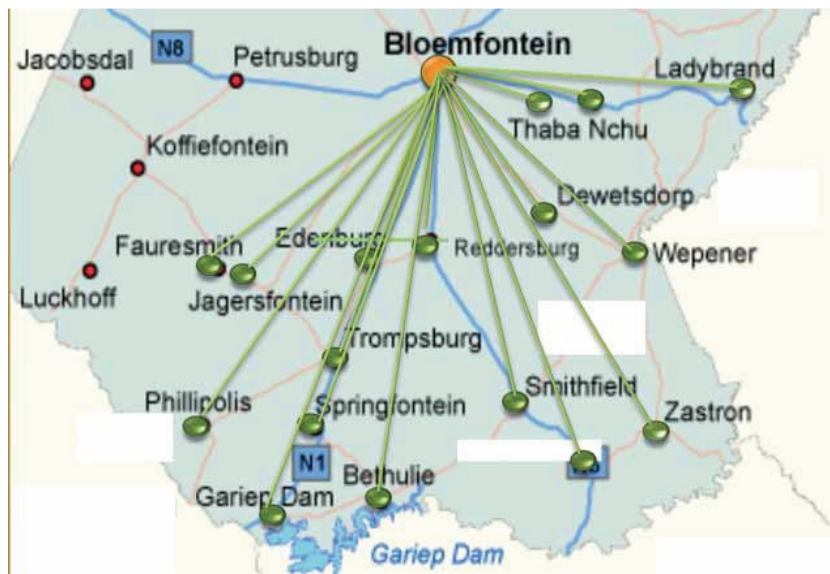 Bloemfontein
N8
Petrusburg
Jacobsdal
Ladybrand
Thaba Nchu
Koffiefontein
Dewetsdorp
Fauresmith
Edenburg
Reddersburg
Wepener
Luckhoff
Jagersfontein
Trompsburg
Phillipolis
Springfontein
Smithfield
Zastron
N1
Bethulie
Gariep Dam
Gariep Dam